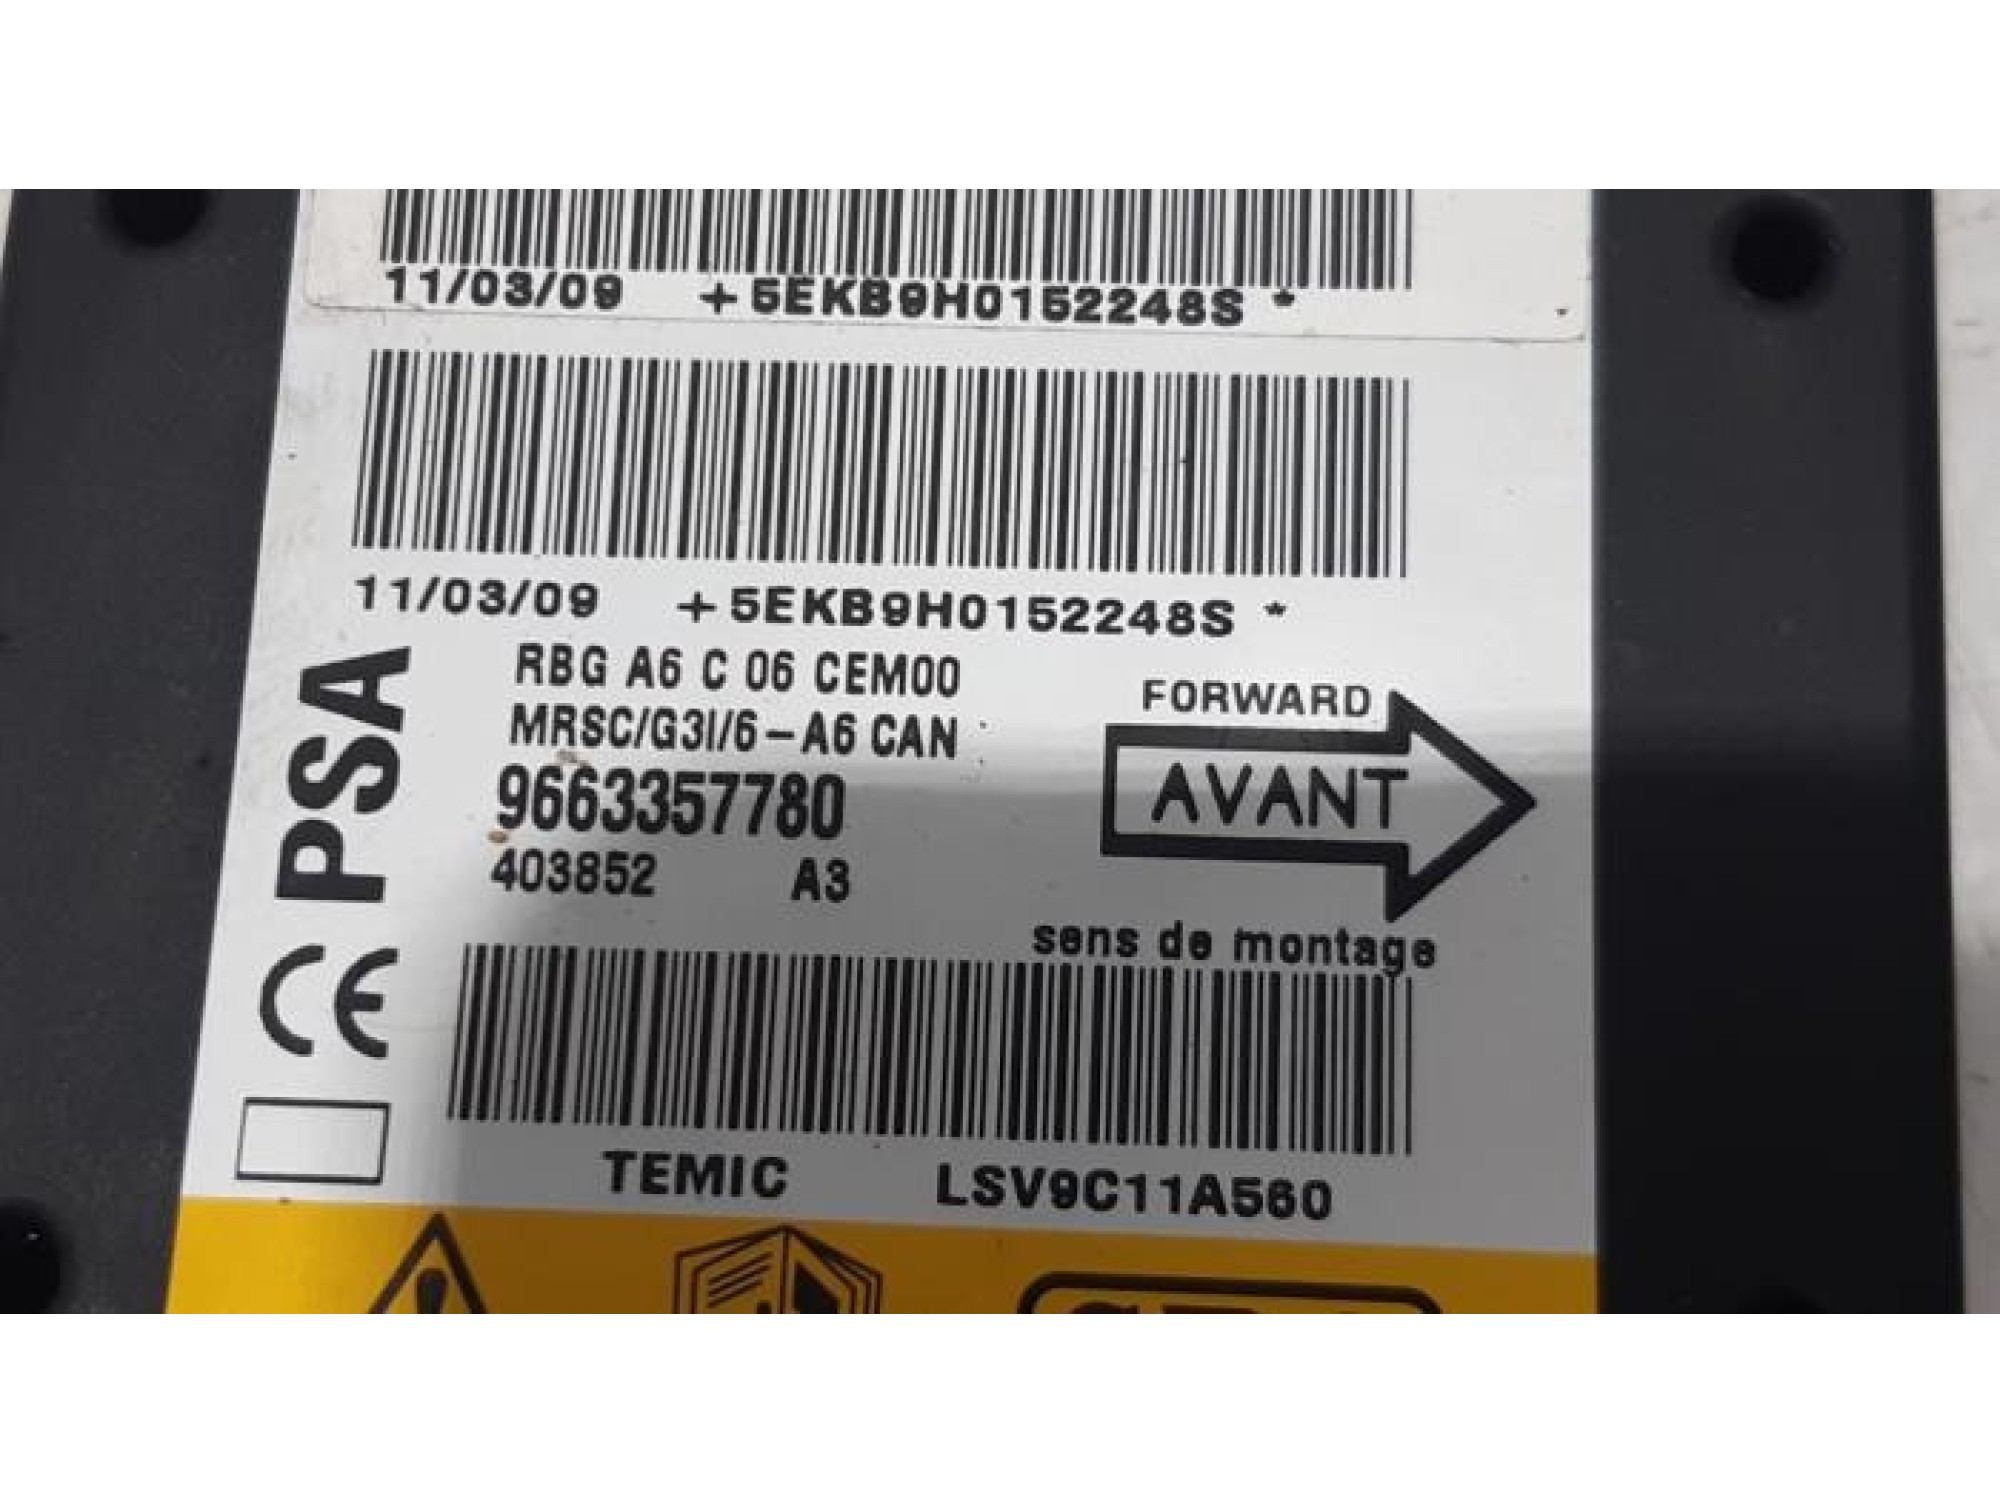 11/03/09 +5EKB9H0152248S *
11/03/09 +5EKB9H0152248S *
PSA
RBG A6 C 06 CEM00
MRSC/G3I/6-A6 CAN
9663357780
403852 A3
FORWARD
AVANT
sens de montage
CE
TEMIC LSV9C11A560